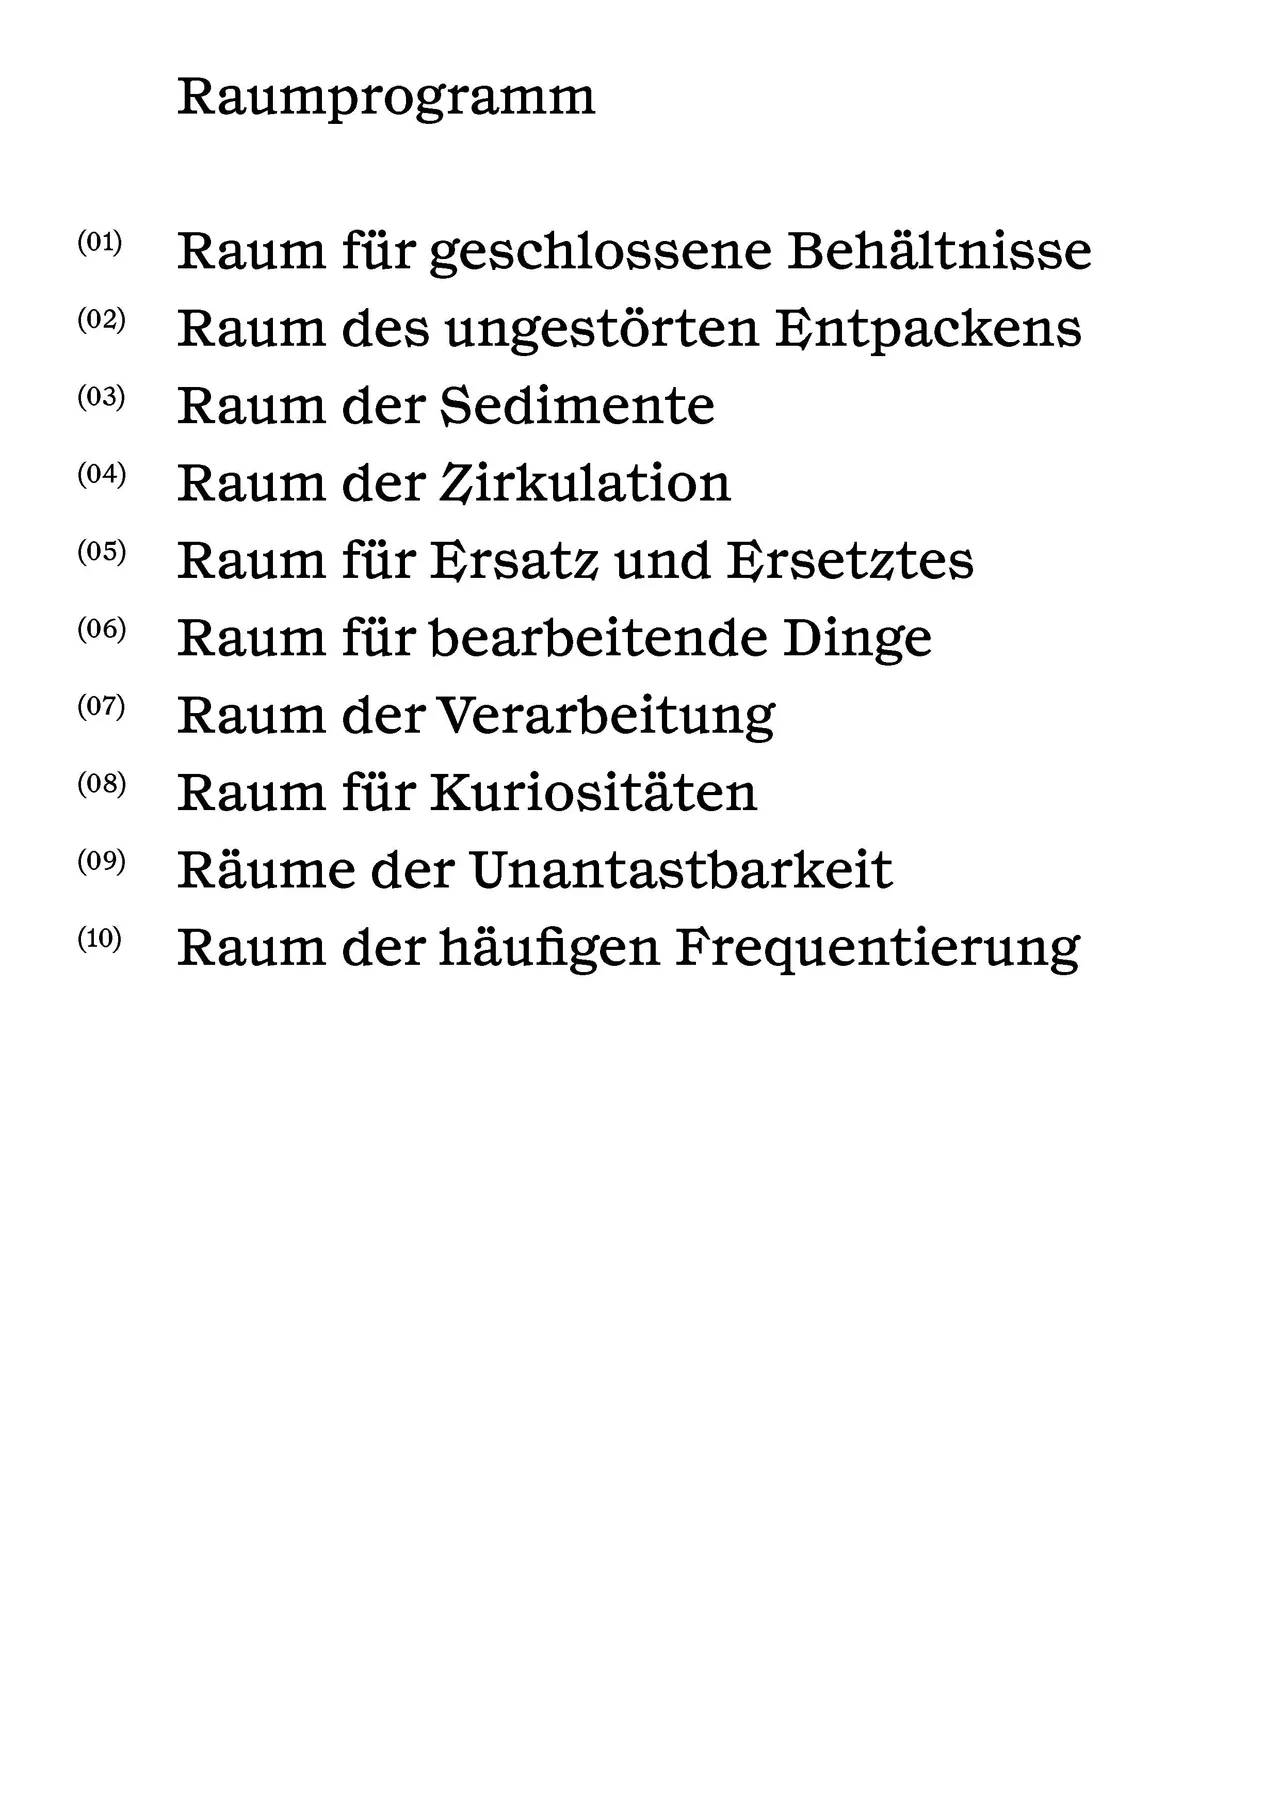 Raumprogramm
(01) Raum für geschlossene Behältnisse
(02) Raum des ungestörten Entpackens
(03) Raum der Sedimente
(04) Raum der Zirkulation
(05) Raum für Ersatz und Ersetztes
(06) Raum für bearbeitende Dinge
(07) Raum der Verarbeitung
(08) Raum für Kuriositäten
(09) Räume der Unantastbarkeit
(10) Raum der häufigen Frequentierung